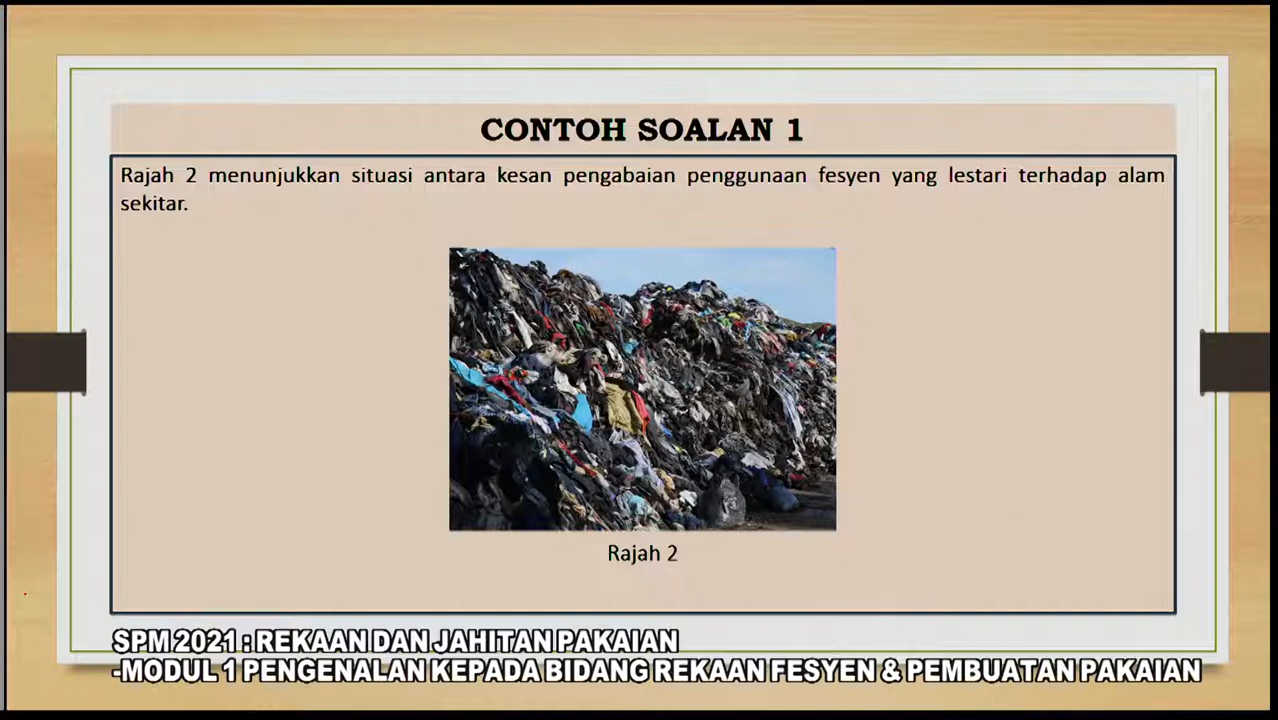 CONTOH SOALAN 1
Rajah 2 menunjukkan situasi antara kesan pengabaian penggunaan fesyen yang lestari terhadap alam
sekitar.
Rajah 2
SPM 2021 : REKAAN DAN JAHITAN PAKAIAN
-MODUL 1 PENGENALAN KEPADA BIDANG REKAAN FESYEN & PEMBUATAN PAKAIAN